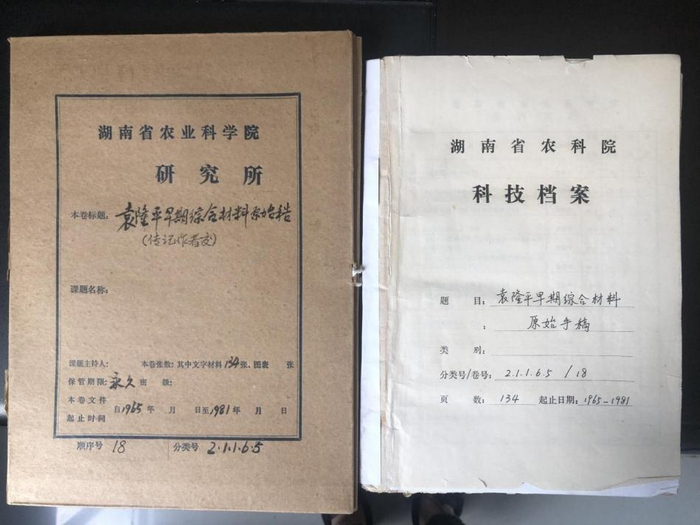 湖南省农业科学院
研究所
本卷标题: 袁隆平早期综合材料原始稿
(传记作者交)
课题名称:
课题主持人: 本卷张数: 其中文字材料134张、图表 张
保管期限: 永久 密 级:
本卷文件
起止时间 自1965年 月 日至1981年 月 日
顺序号 18 分类号 2·1·1·6·5
湖南省农科院
科技档案
题 目: 袁隆平早期综合材料
: 原始手稿
类 别:
分类号/卷号: 2.1.1.6.5 / 18
页 数: 134 起止日期: 1965-1981